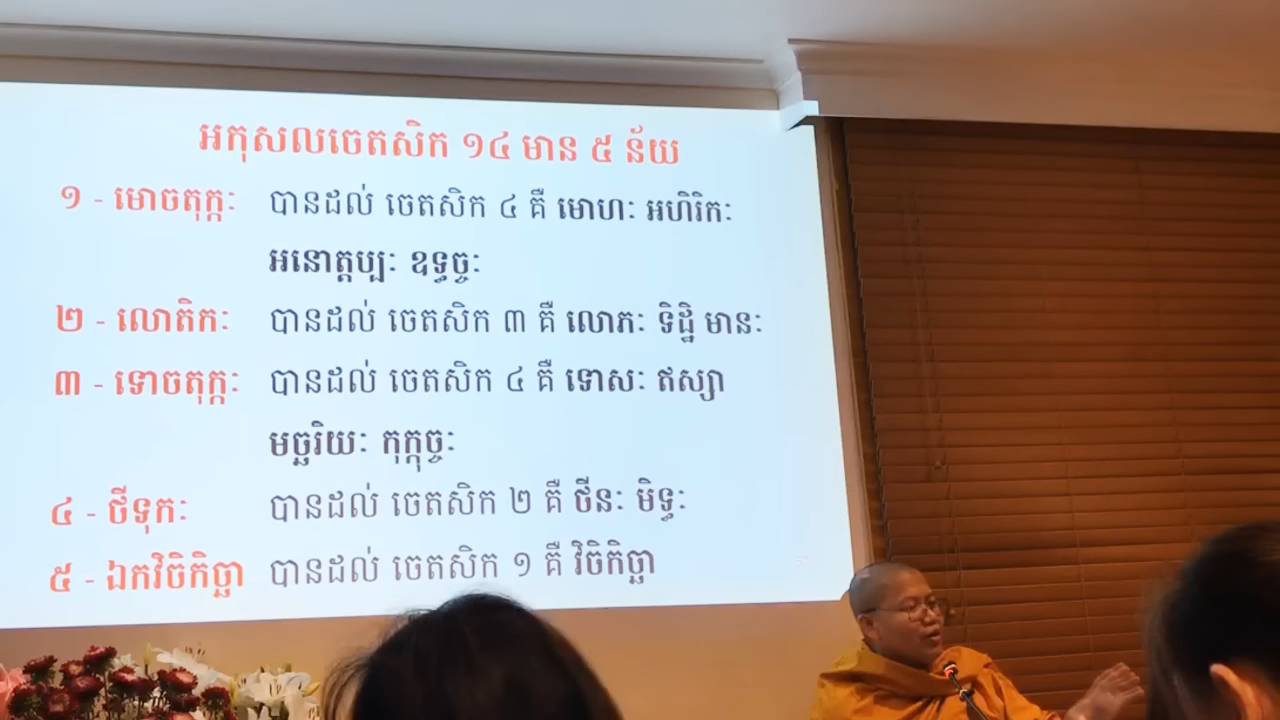 អកុសលចេតសិក ១៤ មាន ៥ ន័យ
១ - មោចតុក្កៈ បានដល់ ចេតសិក ៤ គឺ មោហៈ អហិរិកៈ
អនោត្តប្បៈ ឧទ្ធច្ចៈ
២ - លោតិកៈ បានដល់ ចេតសិក ៣ គឺ លោភៈ ទិដ្ឋិ មានៈ
៣ - ទោចតុក្កៈ បានដល់ ចេតសិក ៤ គឺ ទោសៈ ឥស្សា
មច្ឆរិយៈ កុក្កុច្ចៈ
៤ - ថីទុកៈ បានដល់ ចេតសិក ២ គឺ ថីនៈ មិទ្ធៈ
៥ - ឯកវិចិកិច្ឆា បានដល់ ចេតសិក ១ គឺ វិចិកិច្ឆា